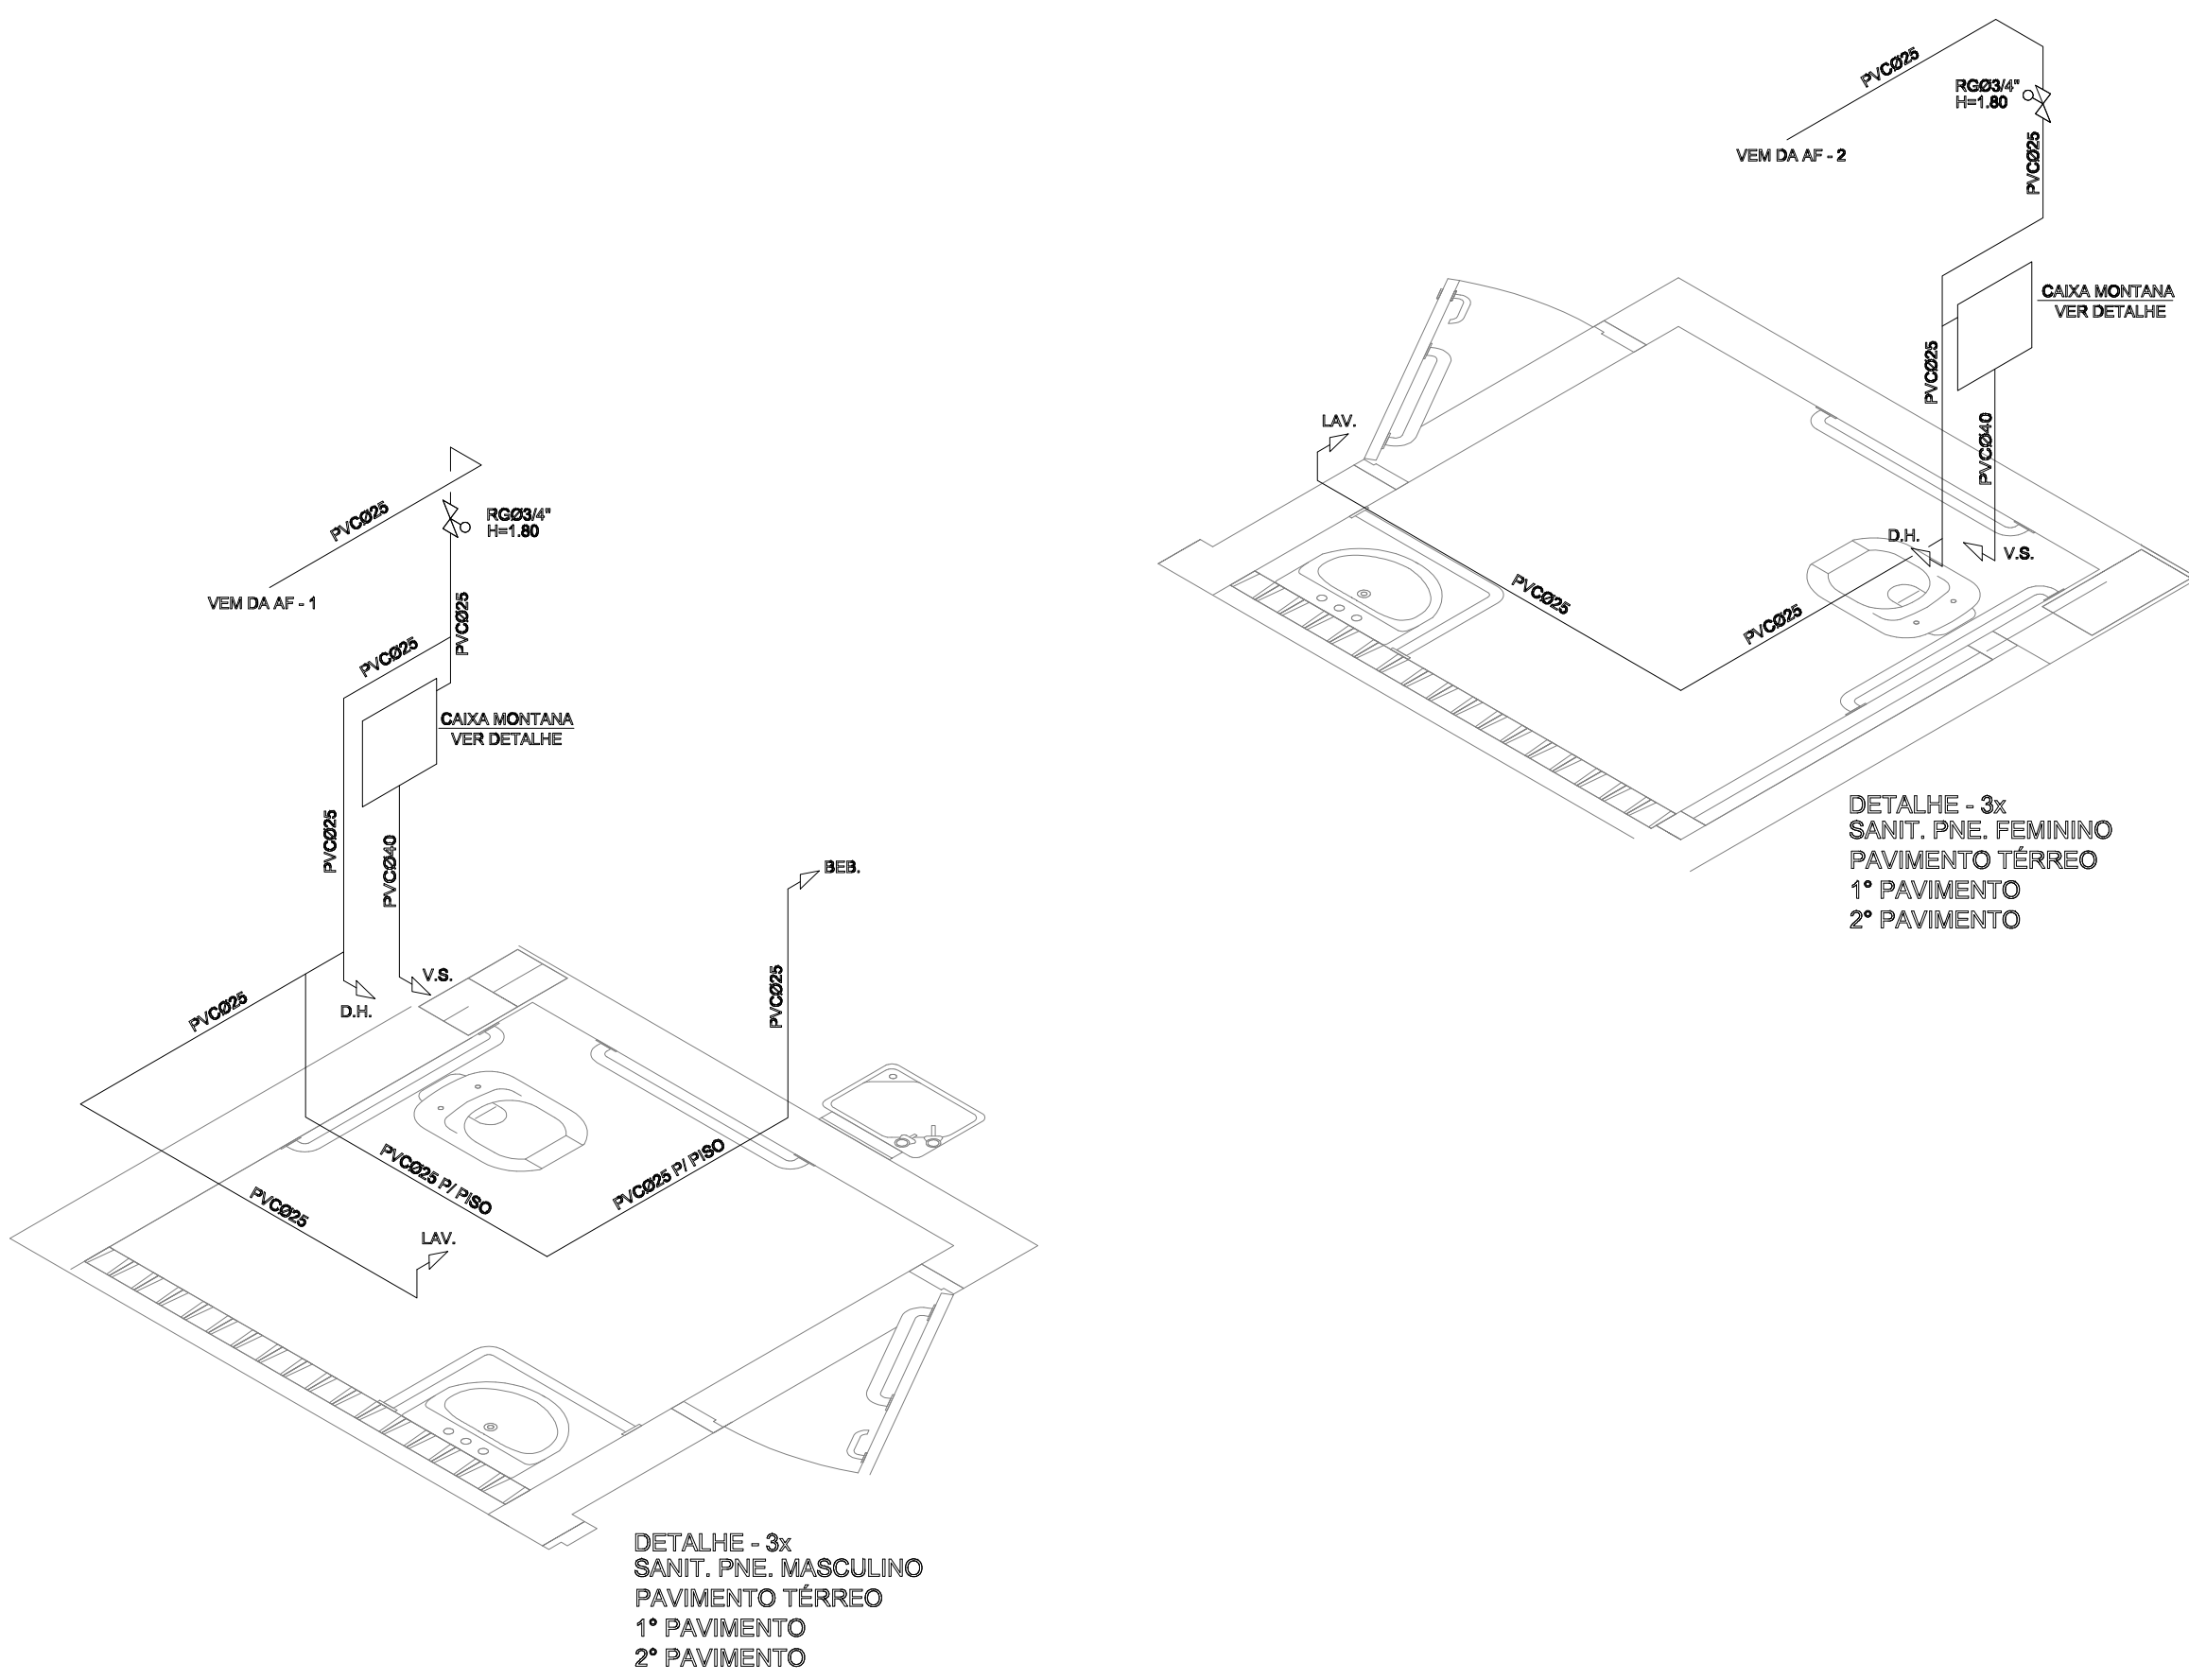 PVCØ25
RGØ3/4"
H=1.80
PVCØ25
VEM DA AF - 2
CAIXA MONTANA
VER DETALHE
PVCØ25
PVCØ40
LAV.
D.H.
V.S.
PVCØ25
PVCØ25
DETALHE - 3x
SANIT. PNE. FEMININO
PAVIMENTO TÉRREO
1° PAVIMENTO
2° PAVIMENTO
PVCØ25
RGØ3/4"
H=1.80
VEM DA AF - 1
PVCØ25
PVCØ25
CAIXA MONTANA
VER DETALHE
PVCØ25
PVCØ40
BEB.
PVCØ25
V.S.
D.H.
PVCØ25
PVCØ25 P/ PISO
PVCØ25 P/ PISO
PVCØ25
LAV.
DETALHE - 3x
SANIT. PNE. MASCULINO
PAVIMENTO TÉRREO
1° PAVIMENTO
2° PAVIMENTO